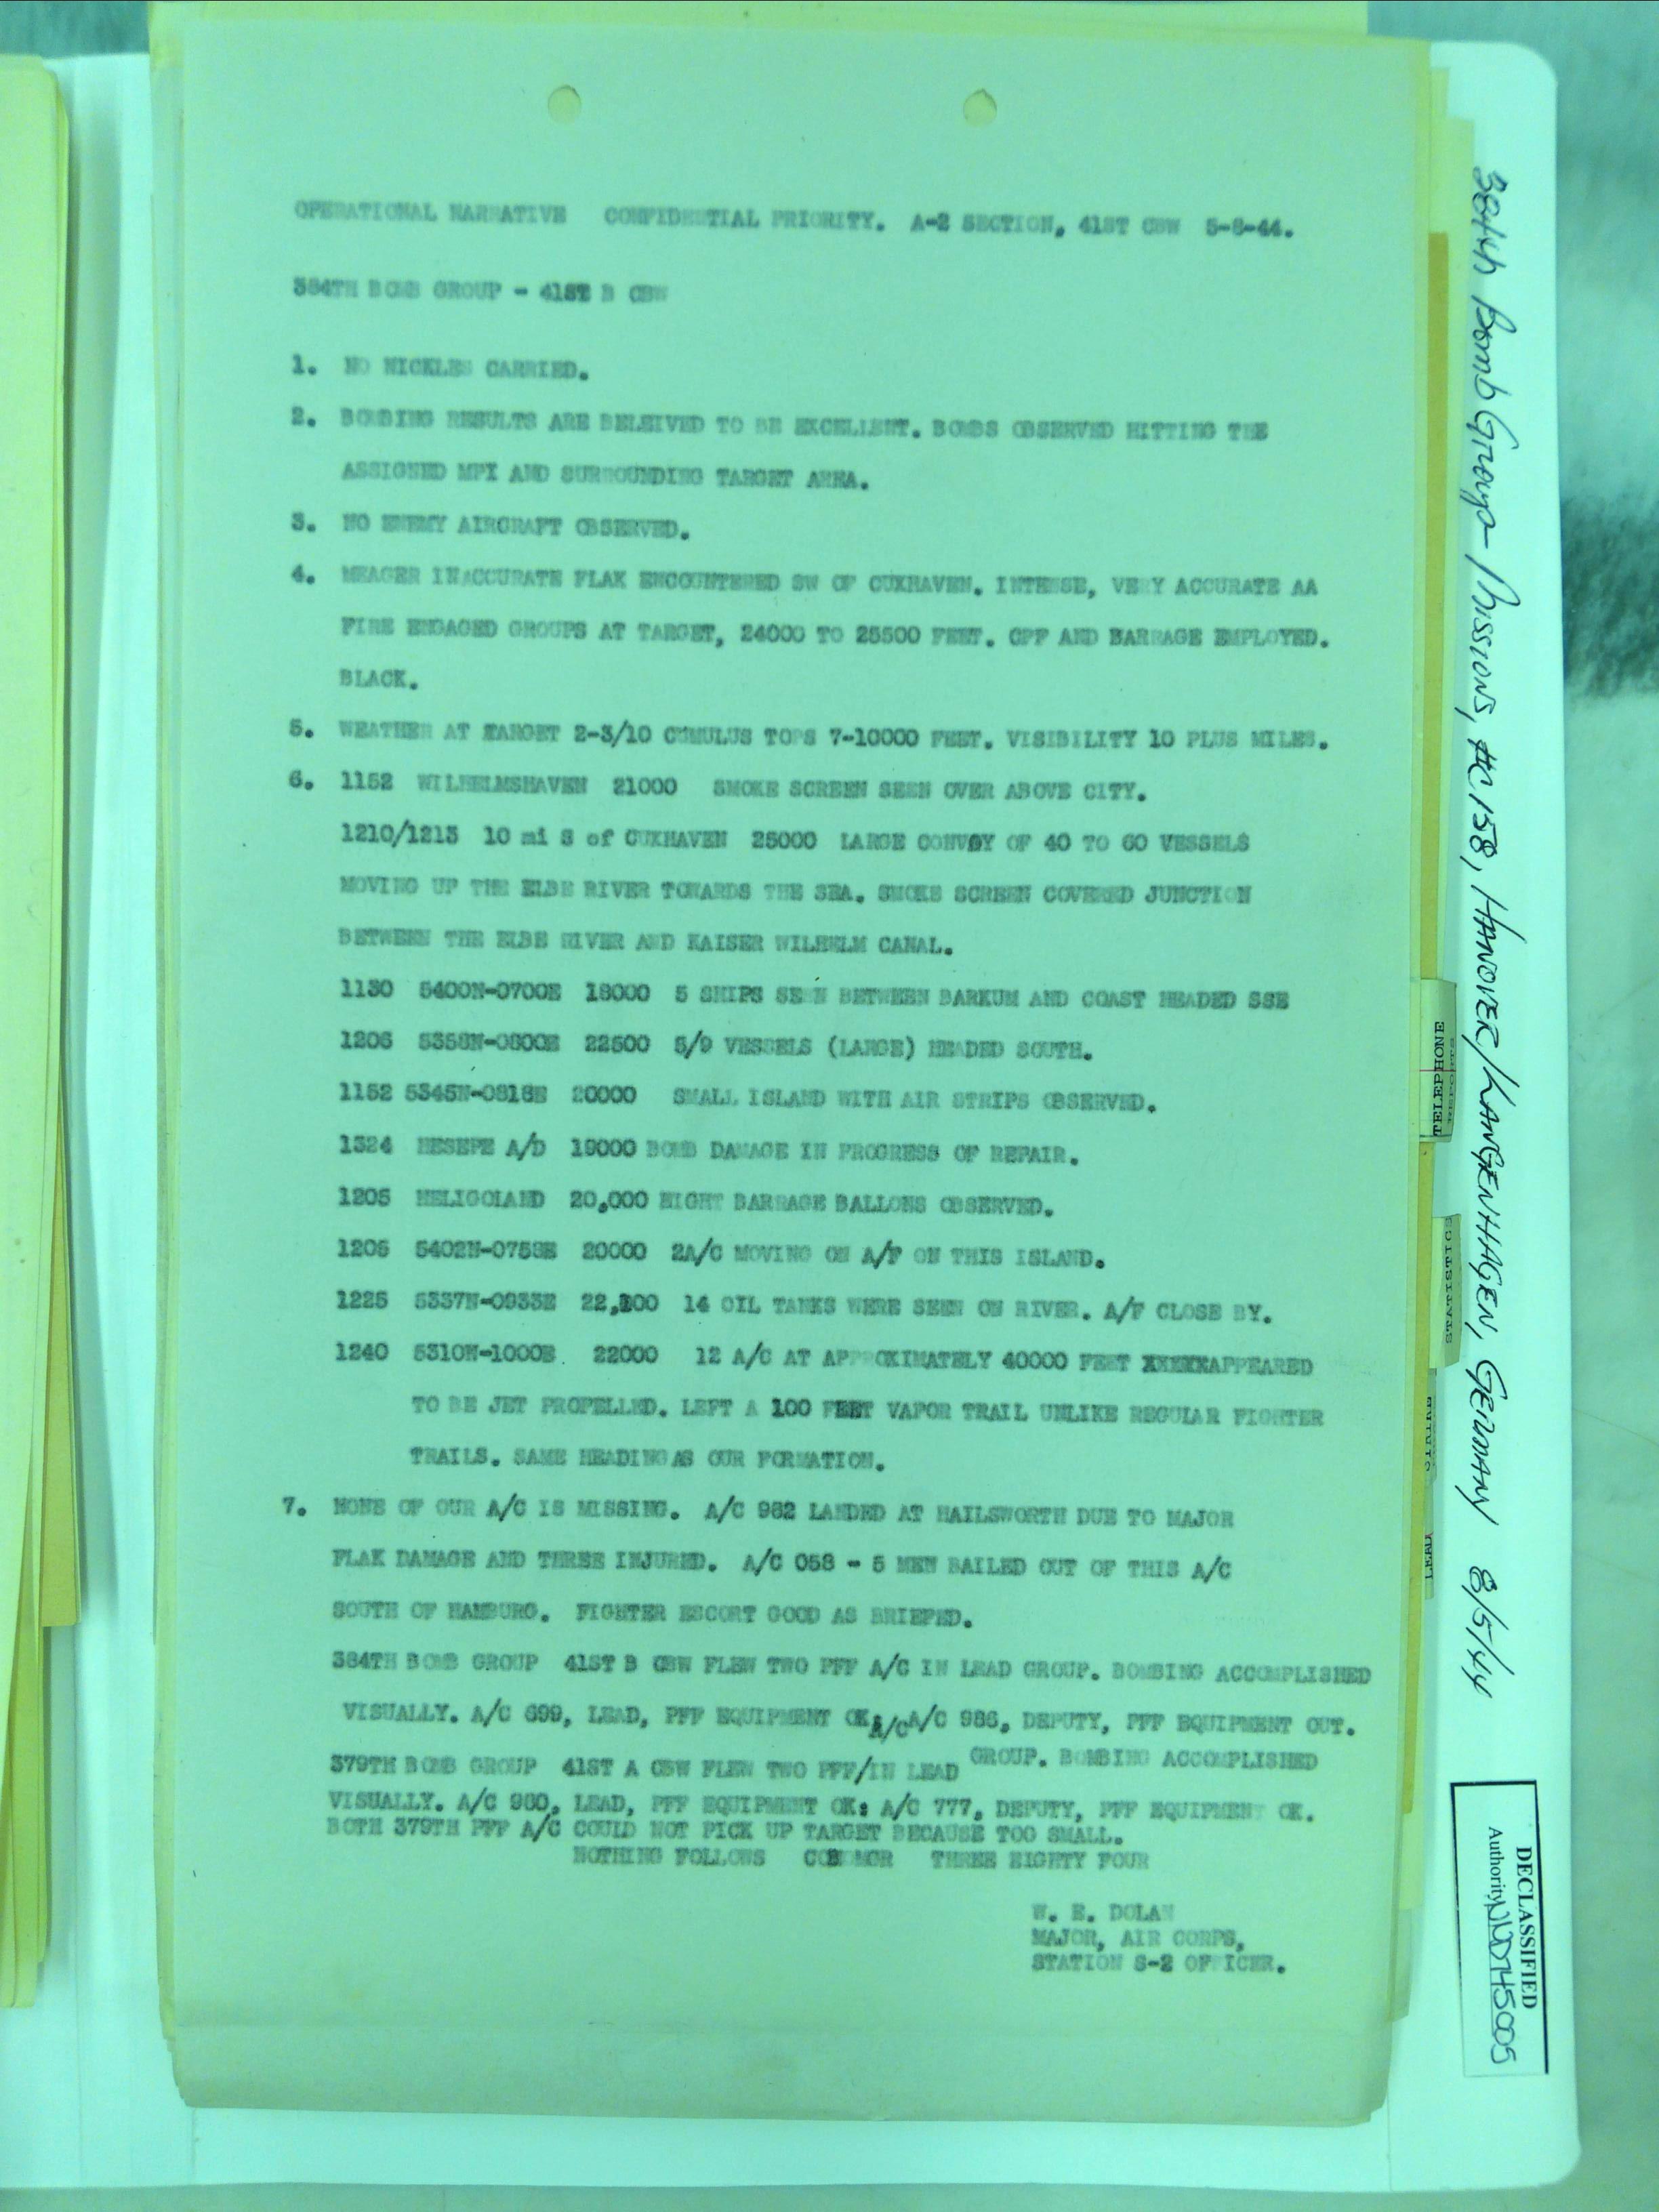 OPERATIONAL NARRATIVE CONFIDENTIAL PRIORITY. A-2 SECTION, 41ST CBW 5-8-44.
384TH BOMB GROUP - 41ST B CBW
1. NO NICKLES CARRIED.
2. BOMBING RESULTS ARE BELEIVED TO BE EXCELLENT. BOMBS OBSERVED HITTING THE
ASSIGNED MPI AND SURROUNDING TARGET AREA.
3. NO ENEMY AIRCRAFT OBSERVED.
4. MEAGER INACCURATE FLAK ENCOUNTERED SW OF CUXHAVEN. INTENSE, VERY ACCURATE AA
FIRE ENGAGED GROUPS AT TARGET, 24000 TO 25500 FEET. CPF AND BARRAGE EMPLOYED.
BLACK.
5. WEATHER AT TARGET 2-3/10 CUMULUS TOPS 7-10000 FEET. VISIBILITY 10 PLUS MILES.
6. 1152 WILHELMSHAVEN 21000 SMOKE SCREEN SEEN OVER ABOVE CITY.
1210/1213 10 mi S of CUXHAVEN 25000 LARGE CONVOY OF 40 TO 60 VESSELS
MOVING UP THE ELBE RIVER TOWARDS THE SEA. SMOKE SCREEN COVERED JUNCTION
BETWEEN THE ELBE RIVER AND KAISER WILHELM CANAL.
1130 5400N-0700E 18000 5 SHIPS SEEN BETWEEN BARKUM AND COAST HEADED SSE
1206 5358N-0800E 22500 5/9 VESSELS (LARGE) HEADED SOUTH.
1152 5345N-0818E 20000 SMALL ISLAND WITH AIR STRIPS OBSERVED.
1324 HESEPE A/D 19000 BOMB DAMAGE IN PROGRESS OF REPAIR.
1205 HELIGOLAND 20,000 EIGHT BARRAGE BALLONS OBSERVED.
1206 5402N-0758E 20000 2A/C MOVING ON A/F ON THIS ISLAND.
1225 5337N-0933E 14 OIL TANKS WERE SEEN ON RIVER. A/F CLOSE BY.
1240 5310N-1000E. 22000 12 A/C AT APPROXIMATELY 40000 FEET XXXXXAPPEARED
TO BE JET PROPELLED. LEFT A 100 FEET VAPOR TRAIL UNLIKE REGULAR FIGHTER
TRAILS. SAME HEADING AS OUR FORMATION.
7. NONE OF OUR A/C IS MISSING. A/C 982 LANDED AT HAILSWORTH DUE TO MAJOR
FLAK DAMAGE AND THREE INJURED. A/C 058 - 5 MEN BAILED OUT OF THIS A/C
SOUTH OF HAMBURG. FIGHTER ESCORT GOOD AS BRIEFED.
384TH BOMB GROUP 41ST B CBW FLEW TWO PFF A/C IN LEAD GROUP. BOMBING ACCOMPLISHED
VISUALLY. A/C 699, LEAD, PFF EQUIPMENT OK; A/C A/C 986, DEPUTY, PFF EQUIPMENT OUT.
379TH BOMB GROUP 41ST A CBW FLEW TWO PFF/IN LEAD GROUP. BOMBING ACCOMPLISHED
VISUALLY. A/C 980, LEAD, PFF EQUIPMENT OK: A/C 777, DEPUTY, PFF EQUIPMENT OK.
BOTH 379TH PFF A/C COULD NOT PICK UP TARGET BECAUSE TOO SMALL.
NOTHING FOLLOWS THREE EIGHTY FOUR
W. E. DOLAN
MAJOR, AIR CORPS,
STATION S-2 OFFICER.
384th Bomb Group Missions, AC 158, HANOVER/LANGENHAGEN, GERMANY 8/5/44
TELEPHONE
REPORTS
STATISTICS
STRIKE
LEAD
DECLASSIFIED
Authority NND745005